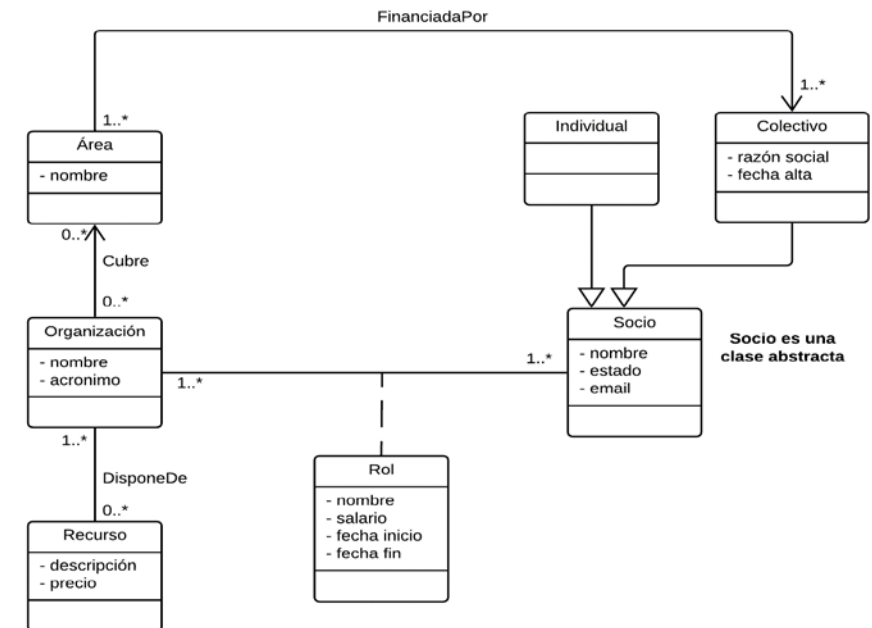 FinanciadaPor
1..*
1..*
Área
- nombre
Individual
Colectivo
- razón social
- fecha alta
0..*
Cubre
0..*
Organización
- nombre
- acronimo
1..*
1..*
Socio
- nombre
- estado
- email
Socio es una
clase abstracta
1..*
DisponeDe
0..*
Recurso
- descripción
- precio
Rol
- nombre
- salario
- fecha inicio
- fecha fin